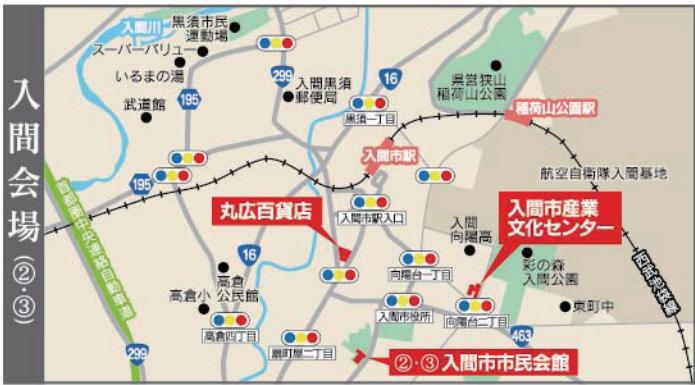 入間会場(②・③)
入間川
黒須市民
運動場
スーパーバリュー
いるまの湯
武道館
299
195
入間黒須
郵便局
16
黒須一丁目
県営狭山
稲荷山公園
稲荷山公園駅
入間市駅
航空自衛隊入間基地
195
丸広百貨店
入間市駅入口
入間
向陽高
入間市産業
文化センター
首都圏中央連絡自動車道
16
高倉
公民館
高倉小
向陽台一丁目
彩の森
入間公園
西武池袋線
東町中
高倉四丁目
入間市役所
向陽台二丁目
扇町屋二丁目
463
299
②・③入間市市民会館